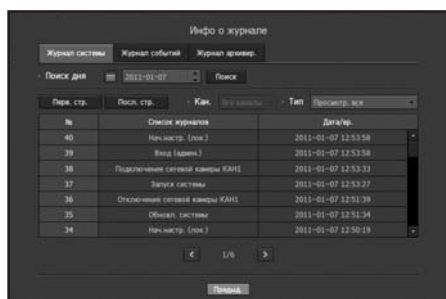 Инфо о журнале
Журнал системы Журнал событий Журнал архивир.
· Поиск дня 2011-01-07 Поиск
Перв. стр. Посл. стр. · Кан. Все каналы · Тип Просмотр. все
№ Список журналов Дата/вр.
40 Нач.настр. (лок.) 2011-01-07 12:53:58
39 Вход (админ.) 2011-01-07 12:53:58
38 Подключение сетевой камеры КАН1 2011-01-07 12:53:33
37 Запуск системы 2011-01-07 12:53:27
36 Отключение сетевой камеры КАН1 2011-01-07 12:51:39
35 Обновл. системы 2011-01-07 12:51:34
34 Нач.настр. (лок.) 2011-01-07 12:50:19
< 1/6 >
Предыд.